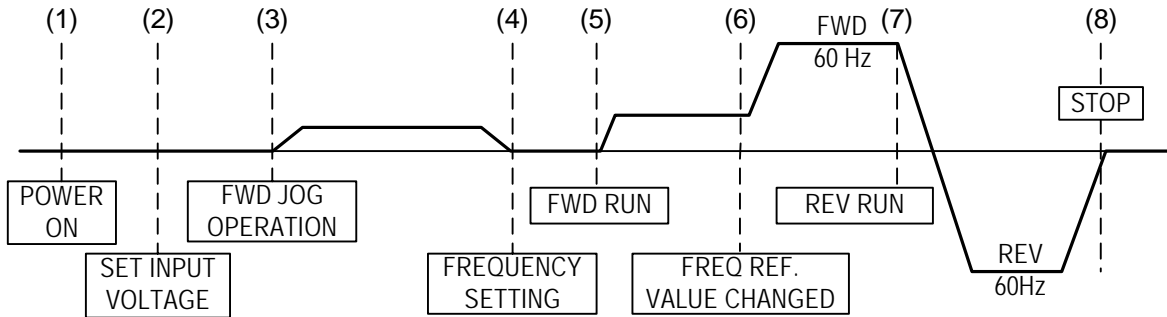 (1)
(2)
(3)
(4)
(5)
(6)
FWD
(7)
(8)
60 Hz
STOP
POWER
ON
FWD JOG
OPERATION
FWD RUN
REV RUN
SET INPUT
VOLTAGE
FREQUENCY
SETTING
FREQ REF.
VALUE CHANGED
REV
60Hz